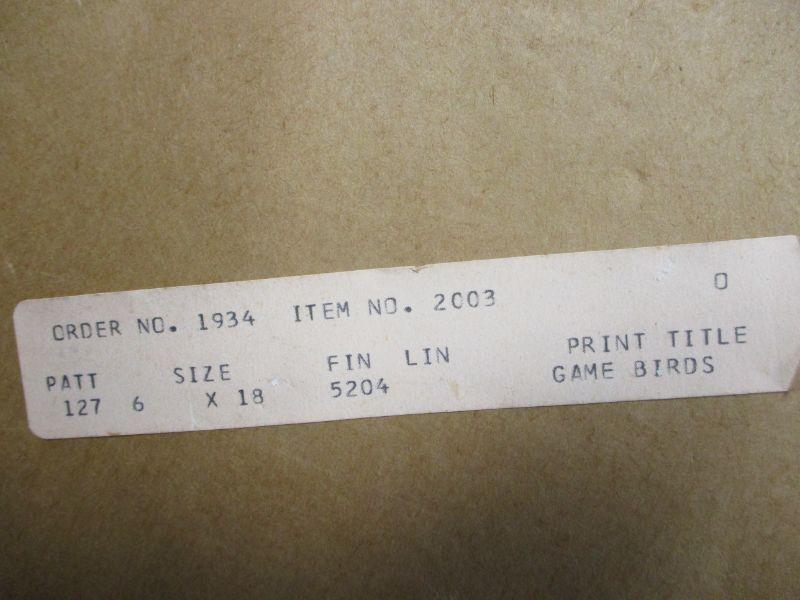 ORDER NO. 1934 ITEM NO. 2003 0
PATT SIZE FIN LIN PRINT TITLE
127 6 X 18 5204 GAME BIRDS